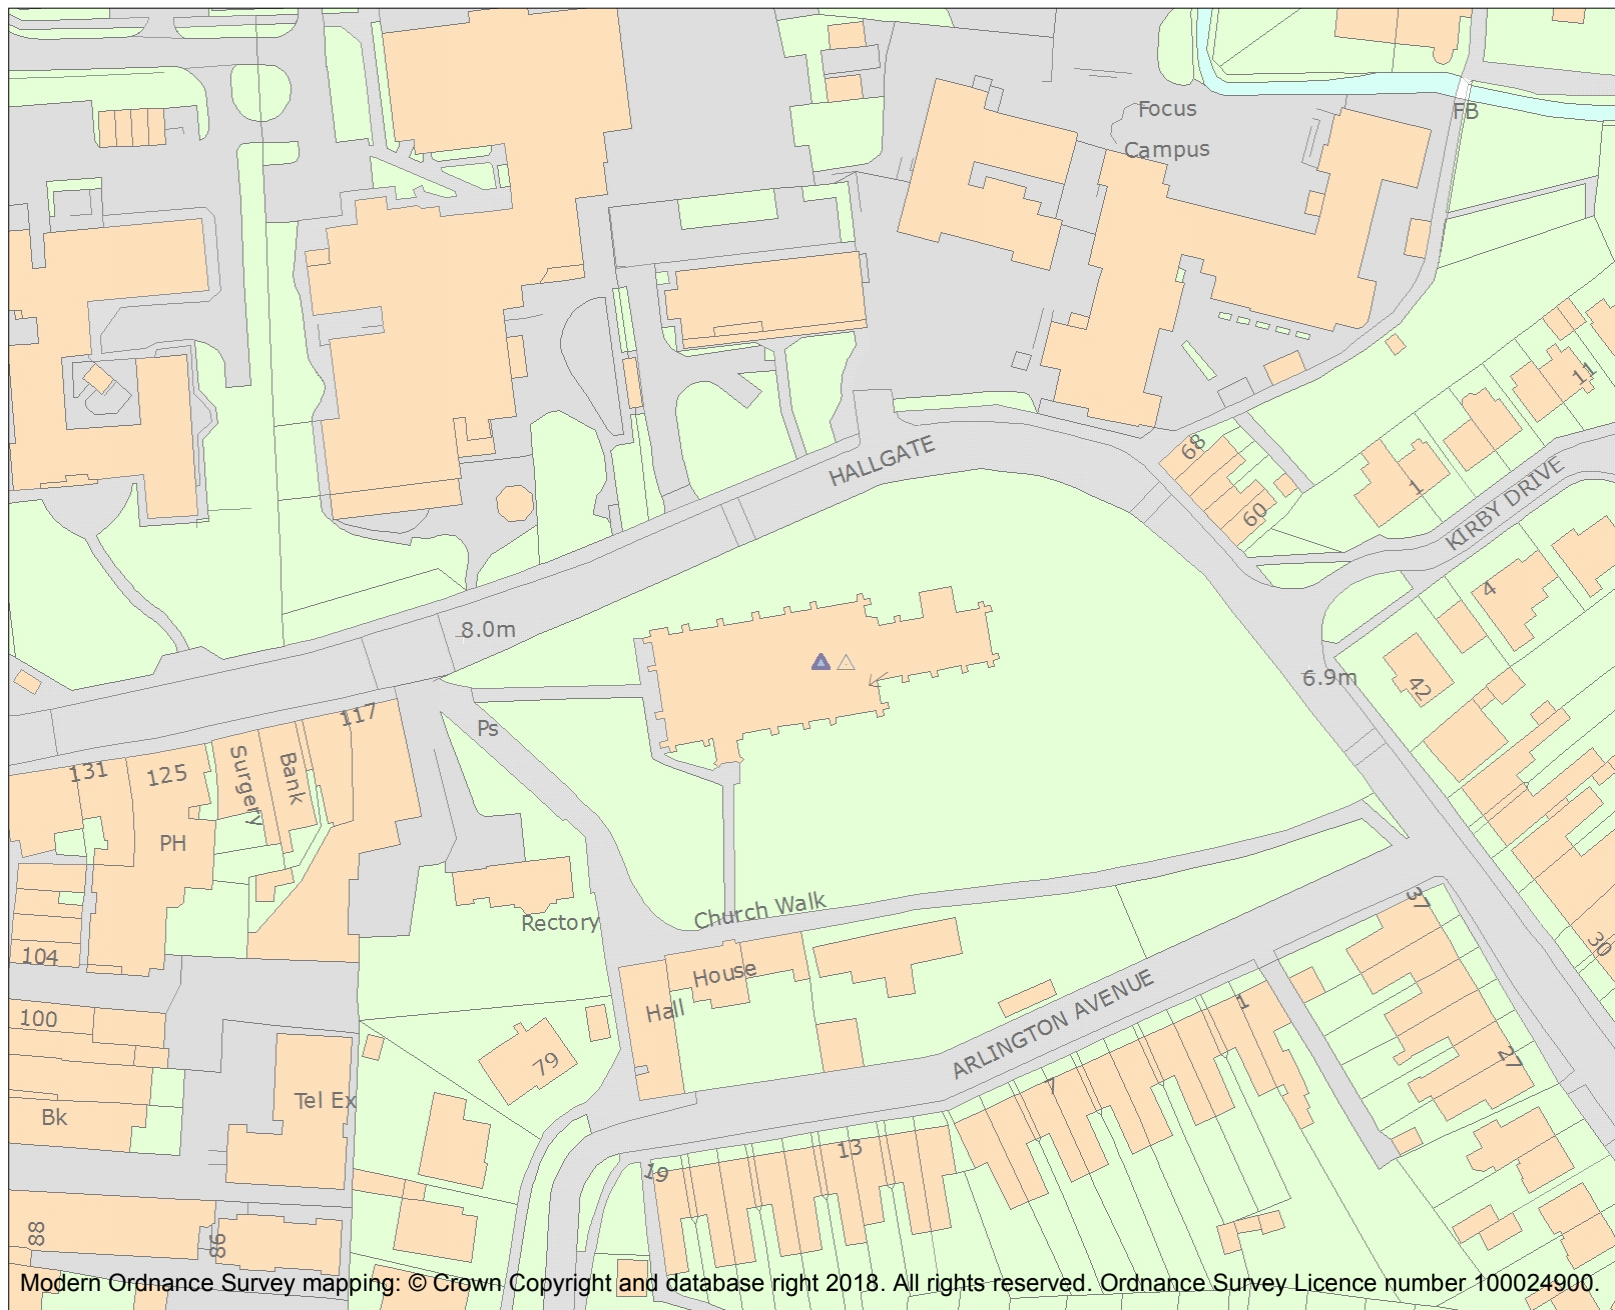 Focus
Campus
FB
11
HALLGATE
68
60
1
KIRBY DRIVE
4
8.0m
6.9m
42
117
Ps
131
125
Surgery
Bank
PH
Rectory
Church Walk
37
30
104
House
Hall
100
79
ARLINGTON AVENUE
1
27
Tel Ex
7
Bk
13
19
88
86
Modern Ordnance Survey mapping: © Crown Copyright and database right 2018. All rights reserved. Ordnance Survey Licence number 100024900.